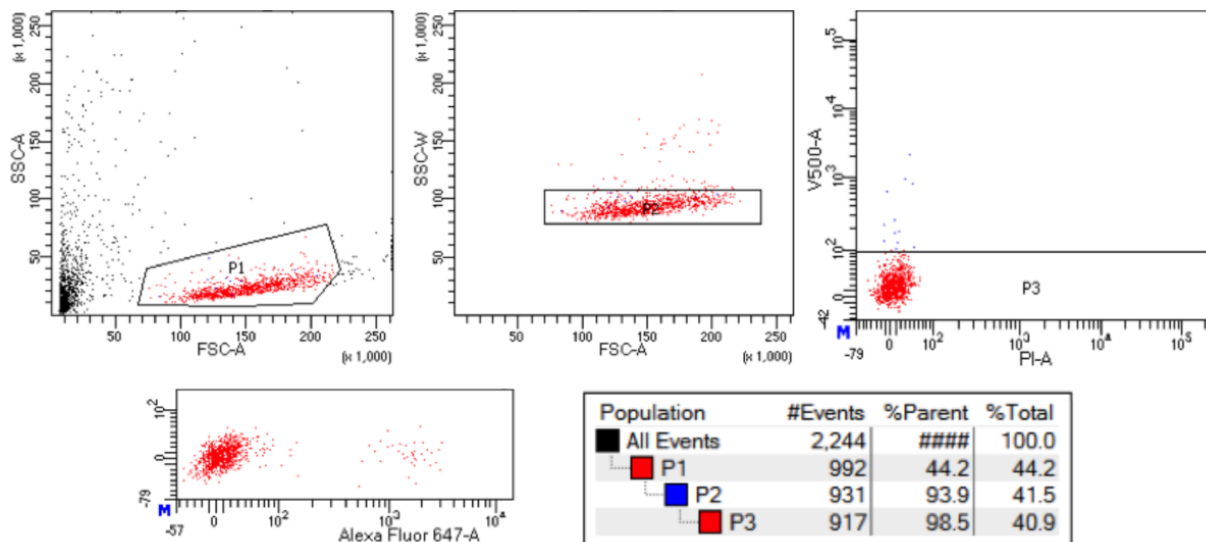 (x 1,000)
250
200
150
100
50
SSC-A
P1
50 100 150 200 250
FSC-A
(x 1,000)
(x 1,000)
250
200
150
100
50
SSC-W
P2
50 100 150 200 250
FSC-A
(x 1,000)
10^5
10^4
10^3
10^2
0
-42
V500-A
P3
M
-79 0 10^2 10^3 10^4 10^5
PI-A
10^2
0
-79
M
-57 0 10^2 10^3 10^4
Alexa Fluor 647-A
Population #Events %Parent %Total
All Events 2,244 #### 100.0
P1 992 44.2 44.2
P2 931 93.9 41.5
P3 917 98.5 40.9